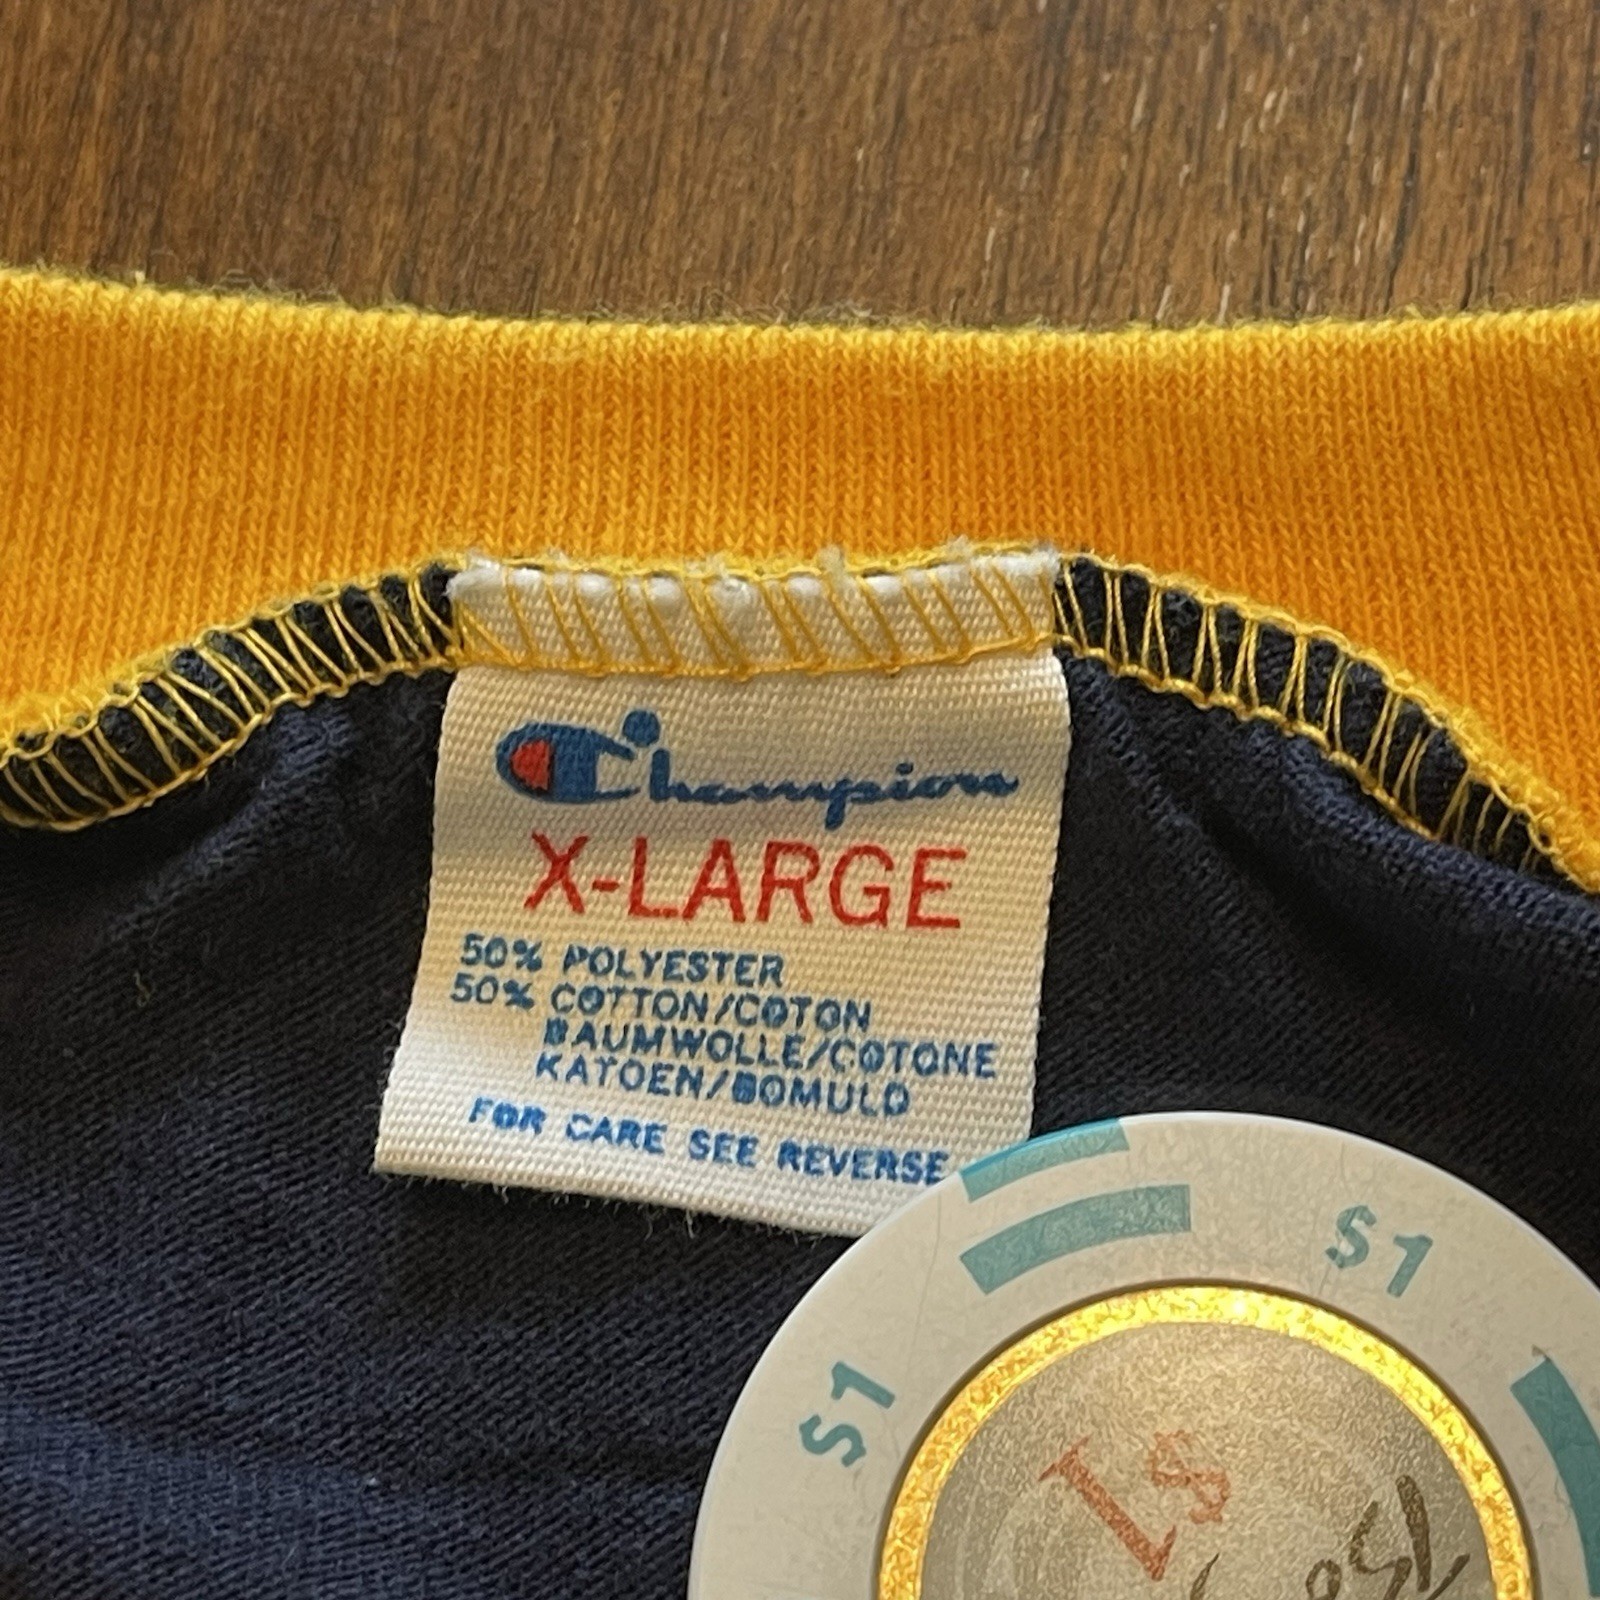 Champion
X-LARGE
50% POLYESTER
50% COTTON/COTON
BAUMWOLLE/COTONE
KATOEN/BOMULD
FOR CARE SEE REVERSE
$1
$1
$1